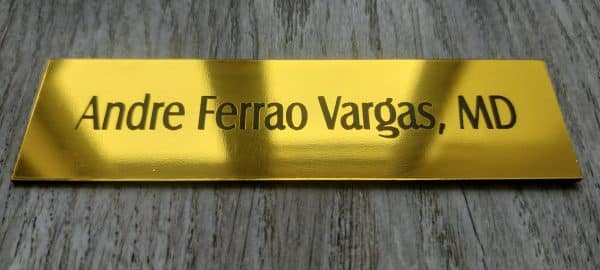 Andre Ferrao Vargas, MD